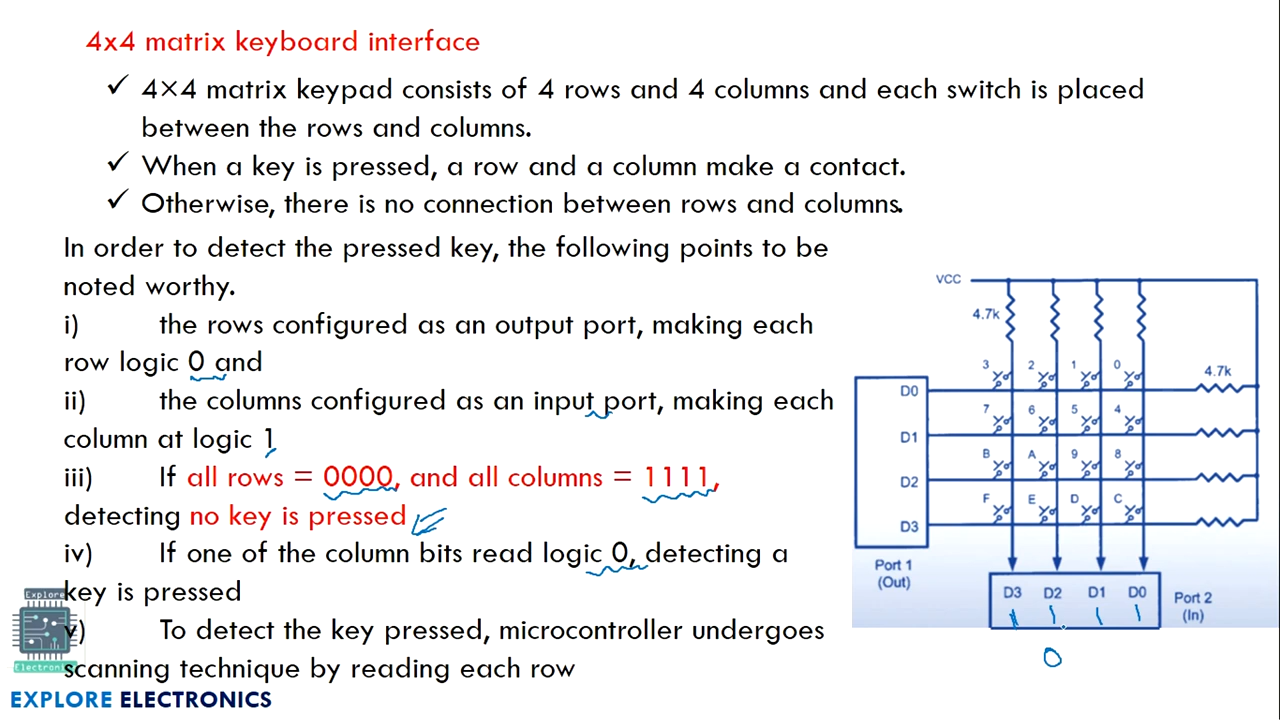 4x4 matrix keyboard interface
✓ 4×4 matrix keypad consists of 4 rows and 4 columns and each switch is placed
between the rows and columns.
✓ When a key is pressed, a row and a column make a contact.
✓ Otherwise, there is no connection between rows and columns.
In order to detect the pressed key, the following points to be
noted worthy.
i) the rows configured as an output port, making each
row logic 0 and
ii) the columns configured as an input port, making each
column at logic 1
iii) If all rows = 0000, and all columns = 1111,
detecting no key is pressed
iv) If one of the column bits read logic 0, detecting a
key is pressed
v) To detect the key pressed, microcontroller undergoes
scanning technique by reading each row
VCC
4.7k
3 2 1 0
4.7k
D0
7 6 5 4
D1
B A 9 8
D2
F E D C
D3
Port 1
(Out)
D3 D2 D1 D0
Port 2
(In)
1 1 1 1
0
Explore
Electroni
EXPLORE ELECTRONICS